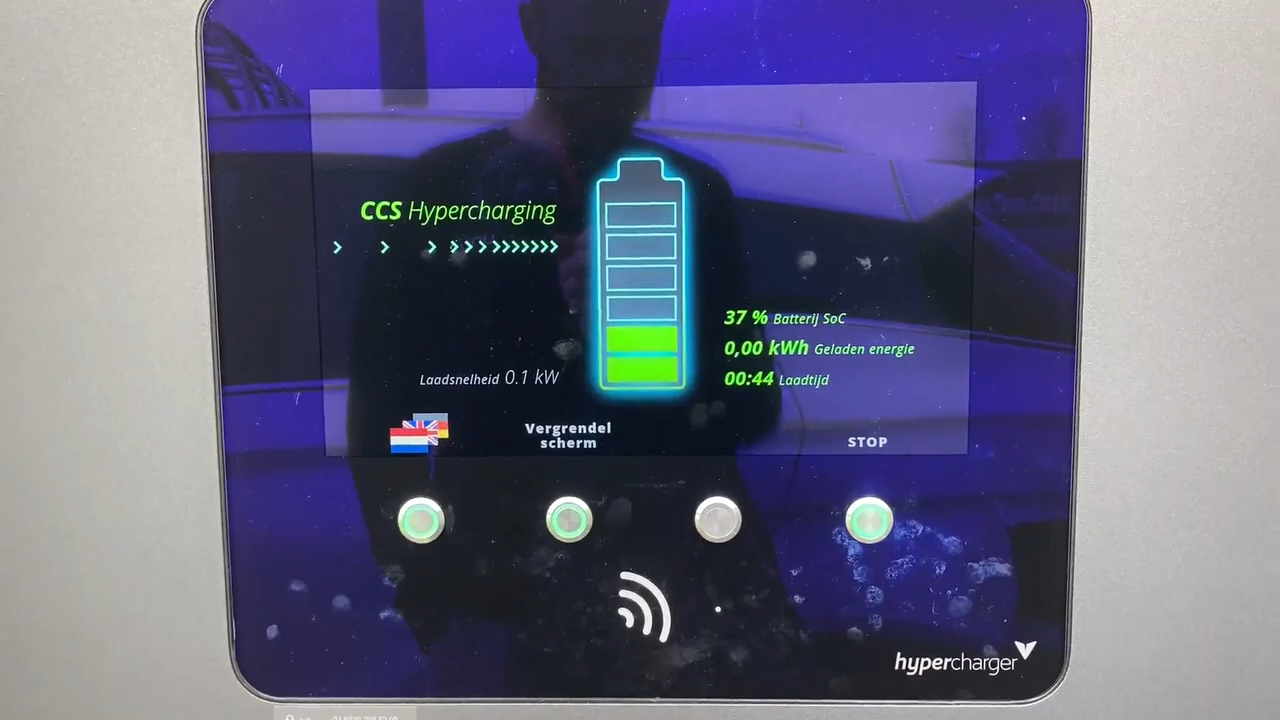 CCS Hypercharging
37 % Batterij SoC
0,00 kWh Geladen energie
Laadsnelheid 0.1 kW
00:44 Laadtijd
Vergrendel
scherm
STOP
hypercharger